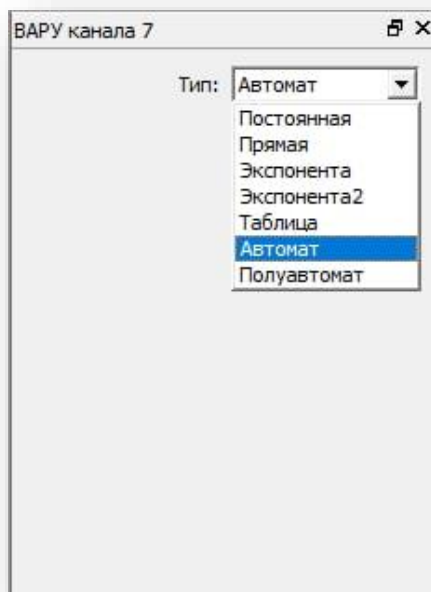 ВАРУ канала 7
Тип: Автомат
Постоянная
Прямая
Экспонента
Экспонента2
Таблица
Автомат
Полуавтомат